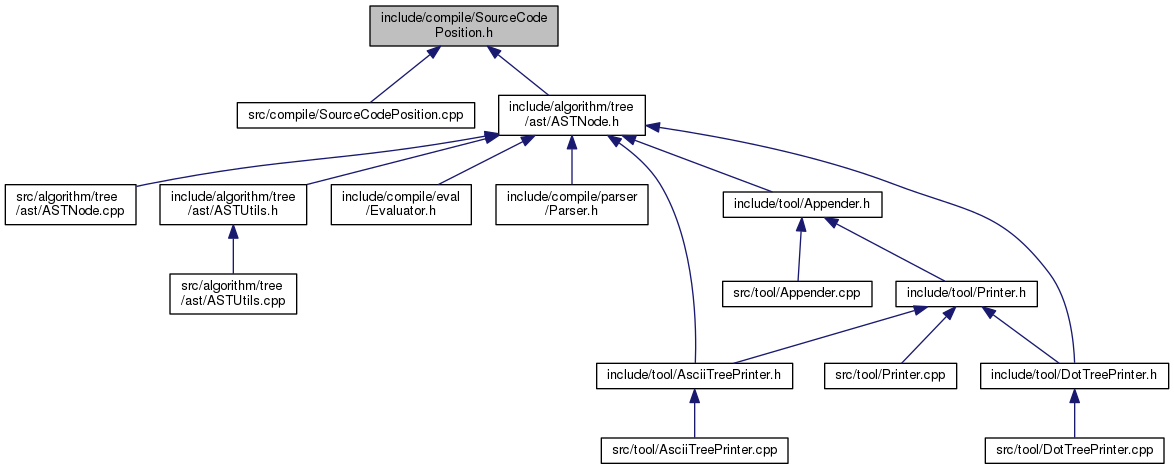 include/compile/SourceCode
Position.h
src/compile/SourceCodePosition.cpp
include/algorithm/tree
/ast/ASTNode.h
src/algorithm/tree
/ast/ASTNode.cpp
include/algorithm/tree
/ast/ASTUtils.h
include/compile/eval
/Evaluator.h
include/compile/parser
/Parser.h
include/tool/Appender.h
src/algorithm/tree
/ast/ASTUtils.cpp
src/tool/Appender.cpp
include/tool/Printer.h
include/tool/AsciiTreePrinter.h
src/tool/Printer.cpp
include/tool/DotTreePrinter.h
src/tool/AsciiTreePrinter.cpp
src/tool/DotTreePrinter.cpp